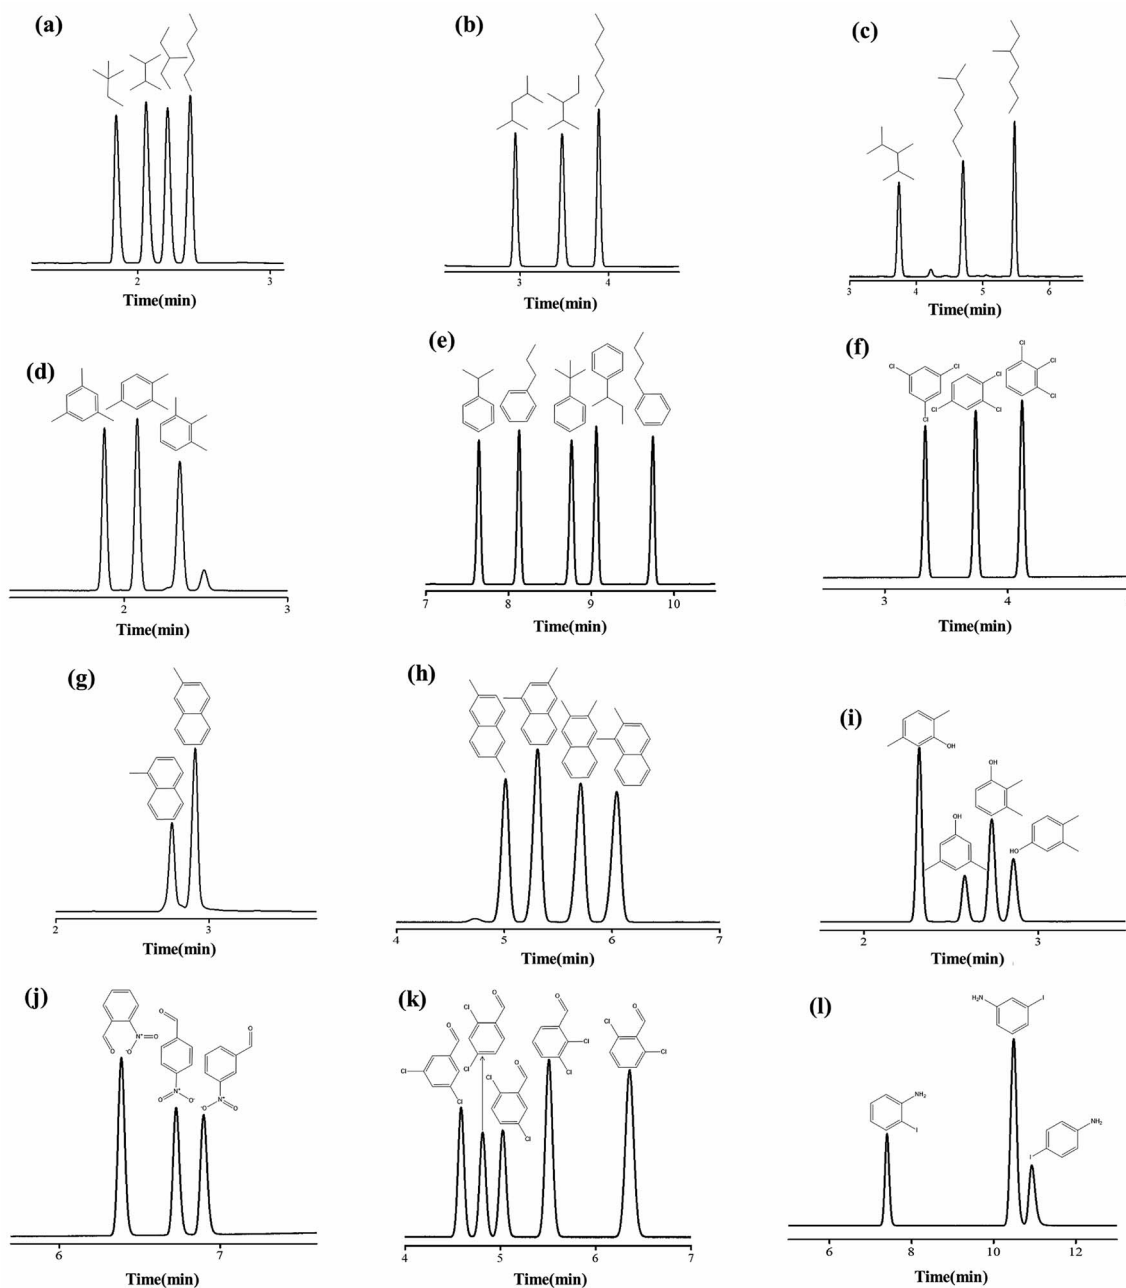 (a)
2 3
Time(min)
(b)
3 4
Time(min)
(c)
3 4 5 6
Time(min)
(d)
2 3
Time(min)
(e)
7 8 9 10
Time(min)
(f)
Cl Cl Cl
Cl Cl Cl
Cl Cl Cl
3 4
Time(min)
(g)
2 3
Time(min)
(h)
4 5 6 7
Time(min)
(i)
OH
OH
OH
HO
2 3
Time(min)
(j)
O N⁺ O
⁻O
O
N⁺
O O⁻
O
⁻O N⁺ O
6 7
Time(min)
(k)
O
Cl Cl
O
Cl Cl
O
Cl Cl
O
Cl Cl
O
Cl Cl
4 5 6 7
Time(min)
(l)
NH₂
I
H₂N I
NH₂
I
6 8 10 12
Time(min)